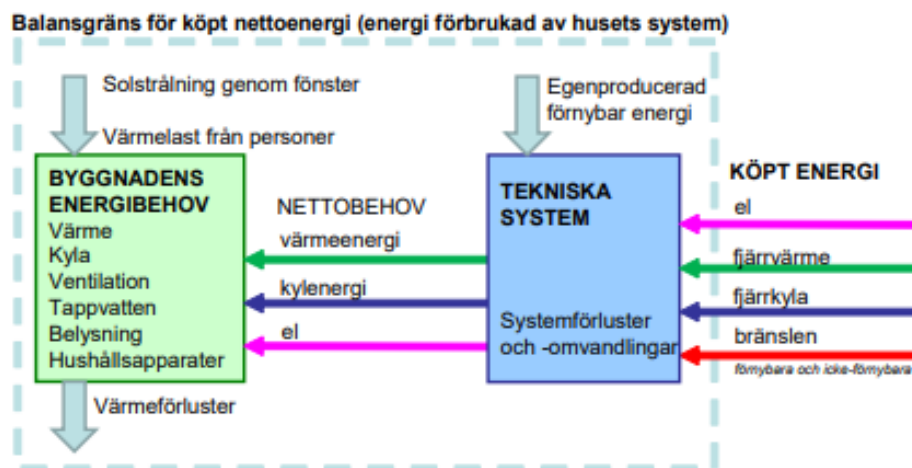 Balansgräns för köpt nettoenergi (energi förbrukad av husets system)
Solstrålning genom fönster
Värmelast från personer
Egenproducerad
förnybar energi
BYGGNADENS
ENERGIBEHOV
Värme
Kyla
Ventilation
Tappvatten
Belysning
Hushållsapparater
NETTOBEHOV
värmeenergi
kylenergi
el
TEKNISKA
SYSTEM
Systemförluster
och -omvandlingar
KÖPT ENERGI
el
fjärrvärme
fjärrkyla
bränslen
förnybara och icke-förnybara
Värmeförluster